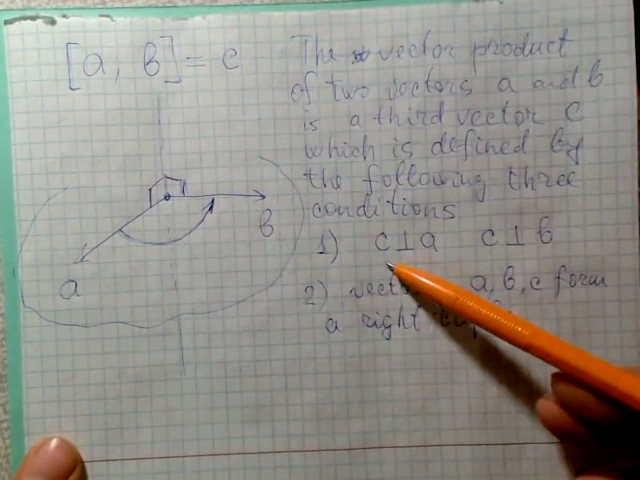 [a, b] = c
The vector product
of two vectors a and b
is a third vector c
which is defined by
the following three
conditions
1) c⊥a c⊥b
2) a, b, c form
a right
b
a